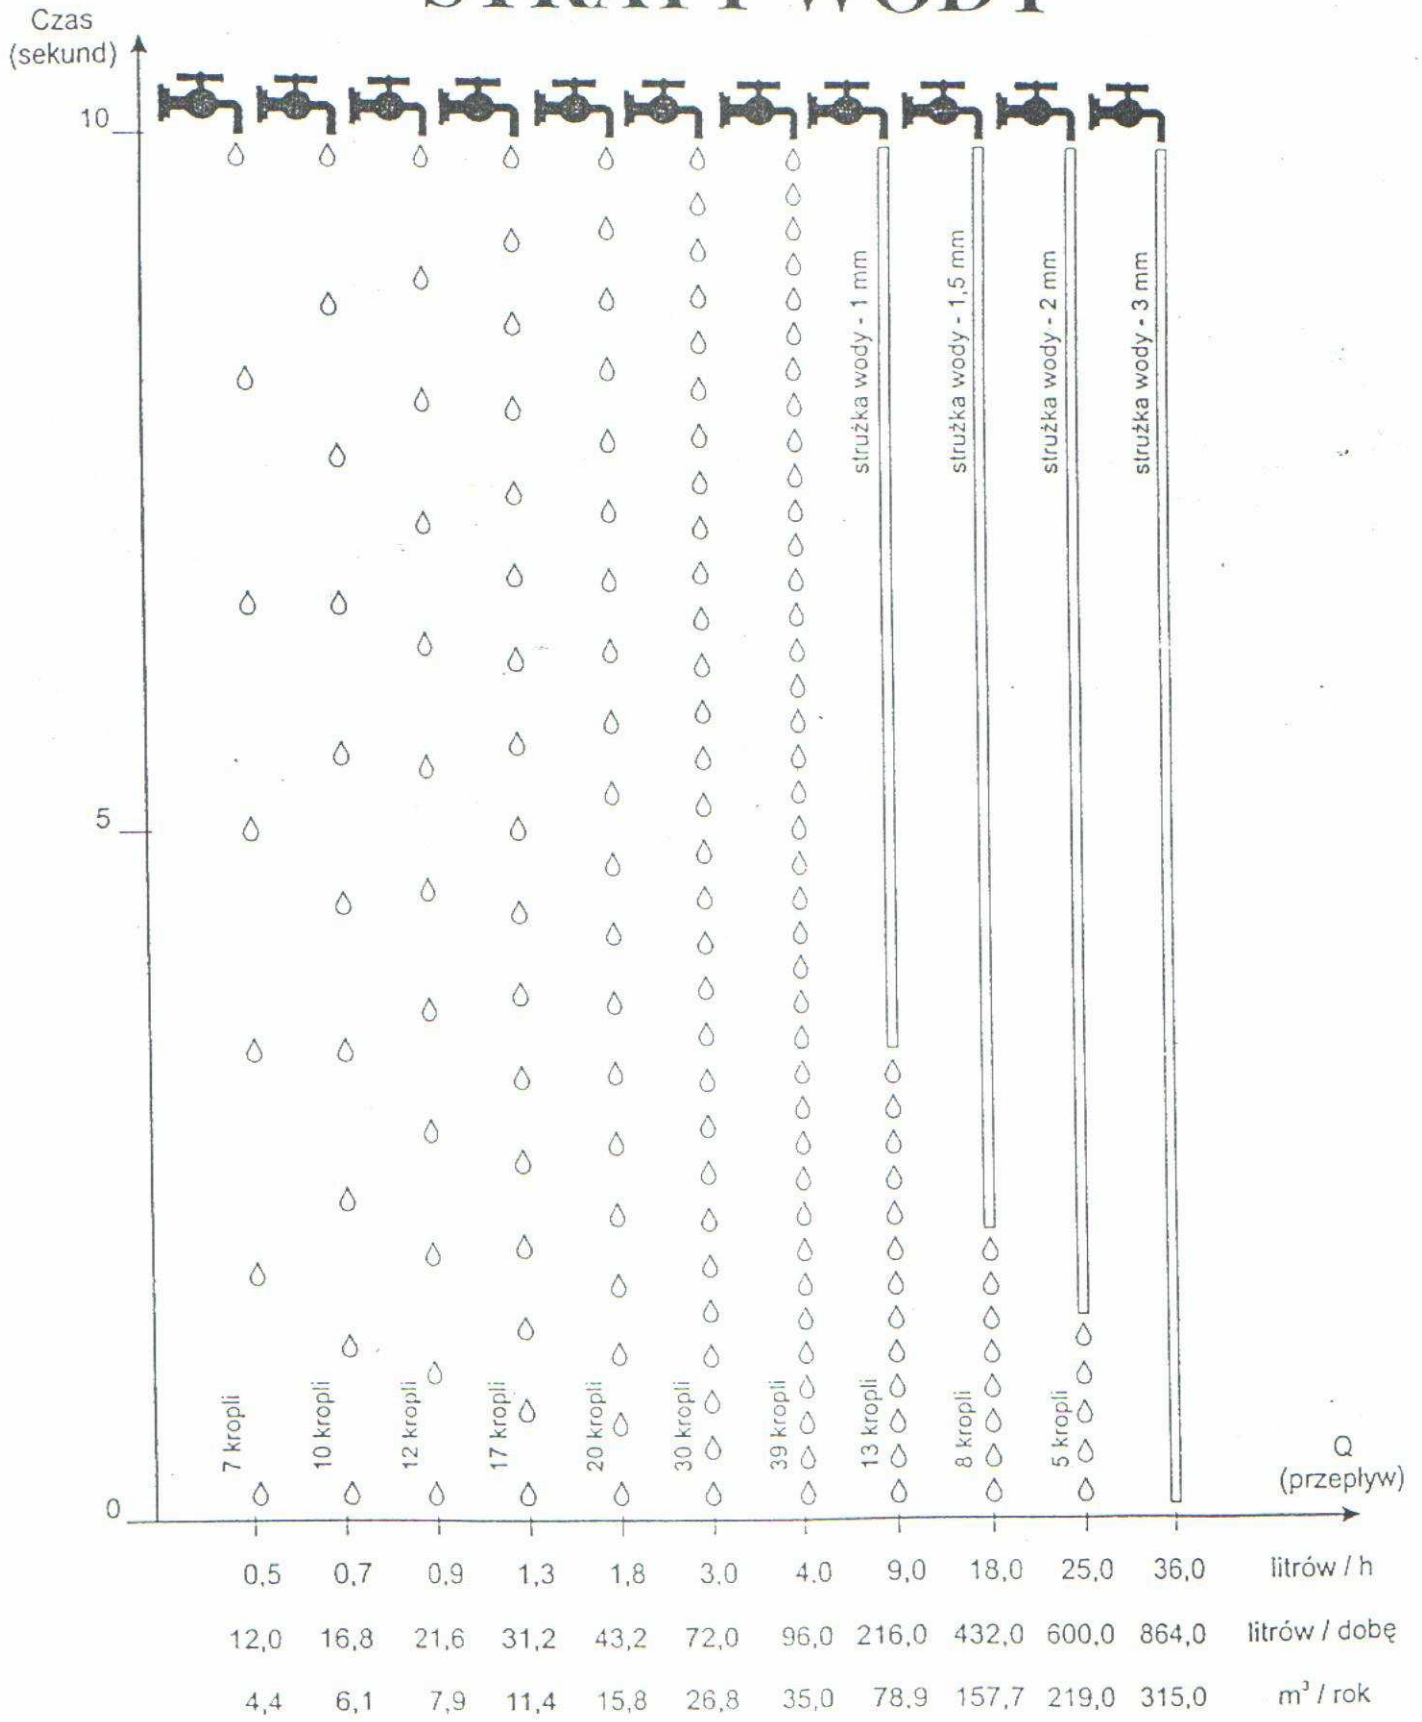 STRATY WODY
Czas
(sekund)
10
5
0
strużka wody - 1 mm
strużka wody - 1,5 mm
strużka wody - 2 mm
strużka wody - 3 mm
7 kropli
10 kropli
12 kropli
17 kropli
20 kropli
30 kropli
39 kropli
13 kropli
8 kropli
5 kropli
Q
(przepływ)
0,5 0,7 0,9 1,3 1,8 3,0 4.0 9,0 18,0 25,0 36,0 litrów / h
12,0 16,8 21,6 31,2 43,2 72,0 96,0 216,0 432,0 600,0 864,0 litrów / dobę
4,4 6,1 7,9 11,4 15,8 26,8 35,0 78,9 157,7 219,0 315,0 m³ / rok